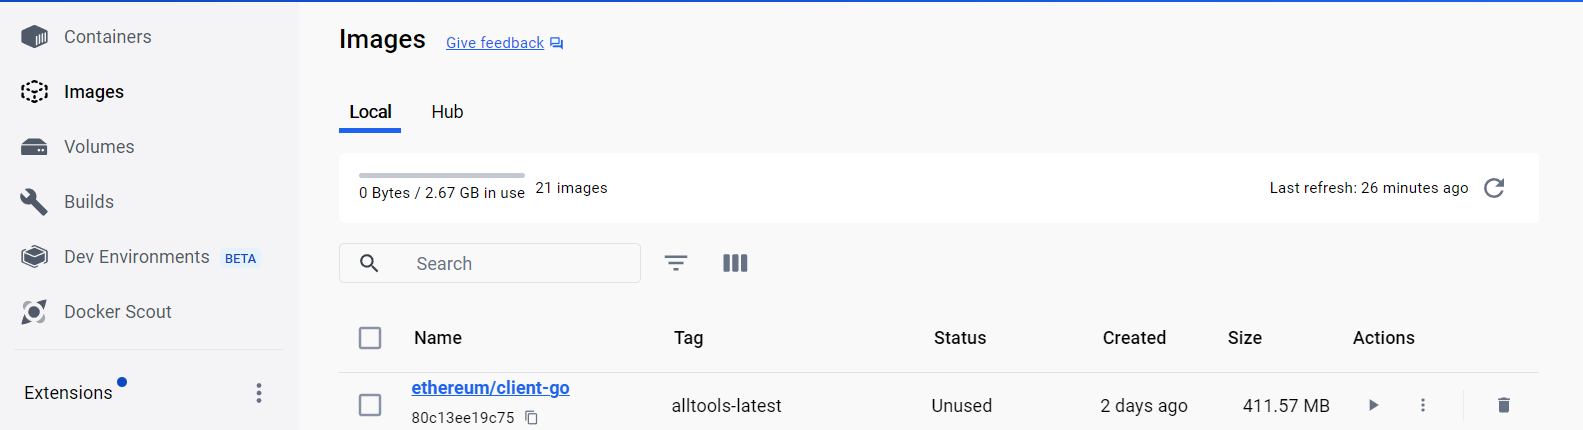 Containers
Images
Volumes
Builds
Dev Environments BETA
Docker Scout
Extensions
Images Give feedback
Local Hub
0 Bytes / 2.67 GB in use 21 images
Last refresh: 26 minutes ago
Search
Name Tag Status Created Size Actions
ethereum/client-go
80c13ee19c75
alltools-latest Unused 2 days ago 411.57 MB